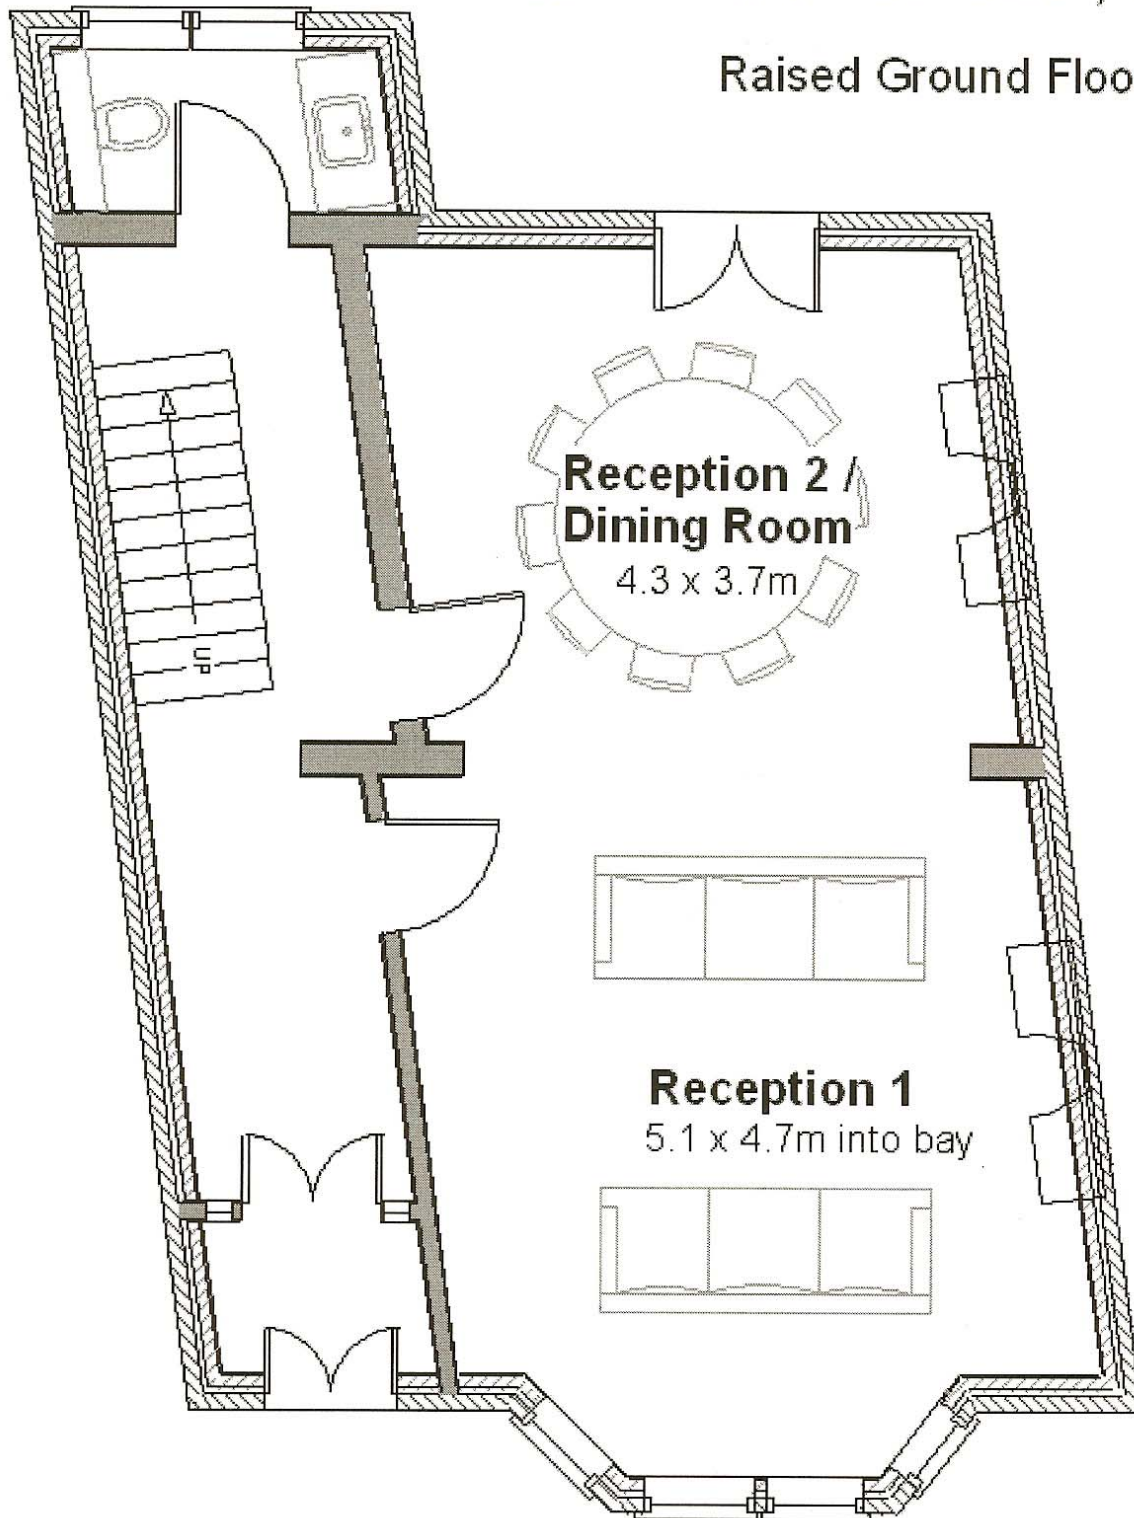 Raised Ground Floo
UP
Reception 2 /
Dining Room
4.3 x 3.7m
Reception 1
5.1 x 4.7m into bay